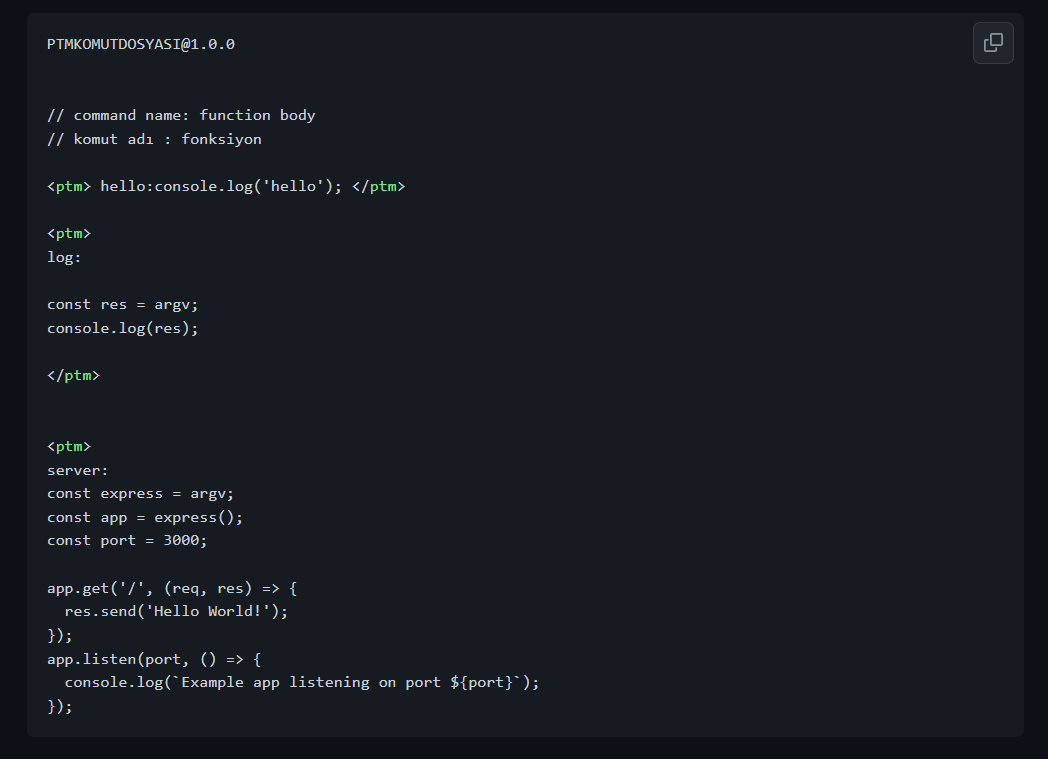 PTMKOMUTDOSYASI@1.0.0
// command name: function body
// komut adı : fonksiyon
<ptm> hello:console.log('hello'); </ptm>
<ptm>
log:
const res = argv;
console.log(res);
</ptm>
<ptm>
server:
const express = argv;
const app = express();
const port = 3000;
app.get('/', (req, res) => {
  res.send('Hello World!');
});
app.listen(port, () => {
  console.log(`Example app listening on port ${port}`);
});